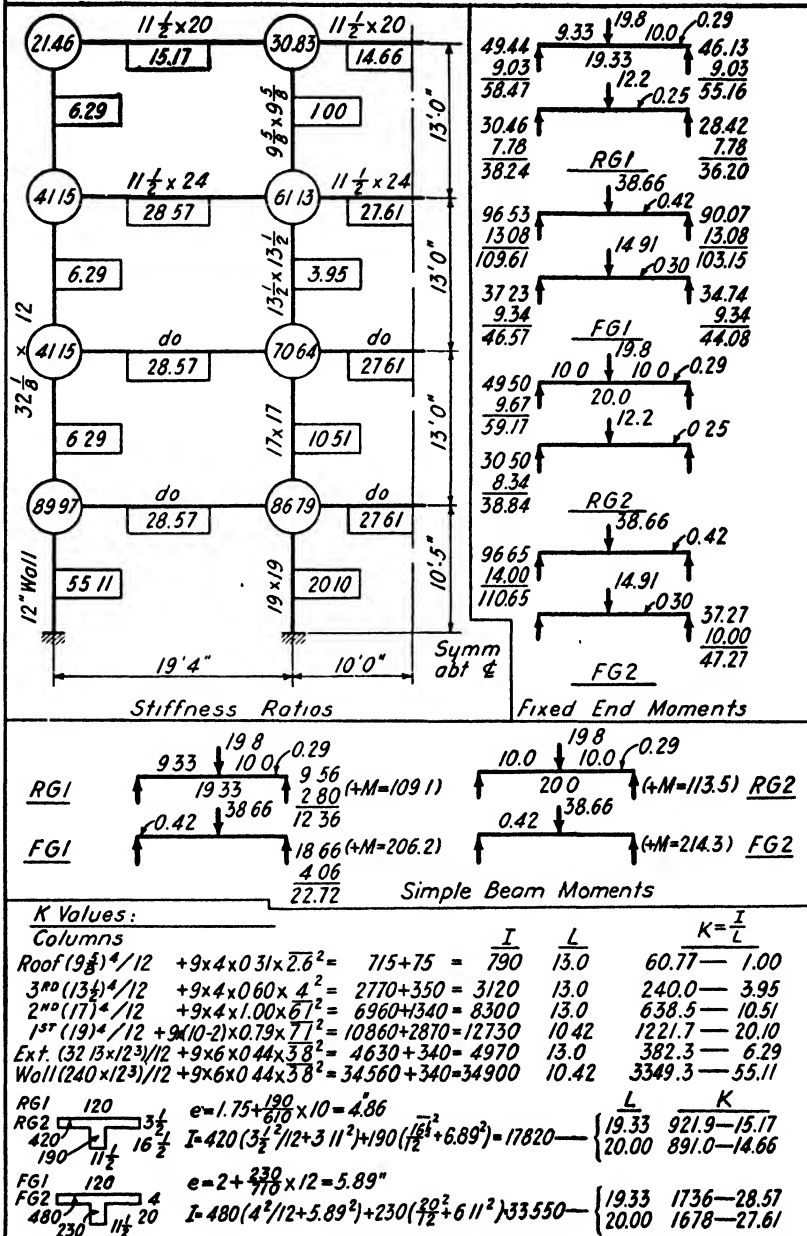 11 1/2 x 20
11 1/2 x 20
21.46
15.17
30.83
14.66
6.29
9 5/8 x 9 5/8
1.00
13'0"
11 1/2 x 24
11 1/2 x 24
41 15
28.57
61 13
27.61
6.29
13 1/2 x 13 1/2
3.95
13'0"
32 1/8 x 12
do
do
41 15
28.57
70 64
27 61
6 29
17 x 17
10.51
13'0"
do
do
89 97
28.57
86 79
27 61
12" Wall
55 11
19 x 19
20 10
10'5"
19'4"
10'0"
Symm
abt ℄
Stiffness Ratios
19.8
9.33 10.0 0.29
49.44 19.33 46.13
9.03 9.03
58.47 55.16
12.2
0.25
30.46 28.42
7.78 7.78
38.24 36.20
RG1
38.66
0.42
96 53 90.07
13 08 13.08
109.61 103.15
14.91
0 30
37 23 34.74
9.34 9.34
46.57 44.08
FG1
19.8
10 0 10 0 0.29
49 50 20.0
9.67
59.17
12.2
0 25
30 50
8.34
38.84
RG2
38.66
0.42
96 65
14.00
110.65
14.91
0 30
37.27
10.00
47.27
FG2
Fixed End Moments
RG1
19 8
9 33 10.0 0.29
19 33
9 56
2 80 (+M=109 1)
12 36
19 8
10.0 10.0 0.29
20 0
(+M=113.5) RG2
FG1
0.42 38 66
18 66 (+M=206.2)
4 06
22.72
0.42 38.66
(+M=214.3) FG2
Simple Beam Moments
K Values:
Columns I L K = I/L
Roof (9 5/8)⁴/12 + 9x4x0 31x2.6² = 715+75 = 790 13.0 60.77 — 1.00
3RD (13 1/2)⁴/12 + 9x4x0 60x 4² = 2770+350 = 3120 13.0 240.0 — 3.95
2ND (17)⁴/12 + 9x4x1.00x6 1² = 6960+1340 = 8300 13.0 638.5 — 10.51
1ST (19)⁴/12 + 9x(10-2)x0.79x7 1² = 10860+2870=12730 10 42 1221.7 — 20.10
Ext. (32 13x12³)/12 + 9x6x0 44x3 8² = 4630+340= 4970 13.0 382.3 — 6.29
Wall(240x12³)/12 + 9x6x0 44x3 8² = 34560+340=34900 10.42 3349.3 — 55.11
RG1
RG2
120
3 1/2
420
190
11 1/2
16 1/2
e=1.75+190/610 x 10 = 4.86"
I=420(3 1/2²/12+3 11²)+190(16 1/2²/12+6.89²)=17820
L K
19.33 921.9—15.17
20.00 891.0—14.66
FG1
FG2
120
4
480
230
11 1/2
20
e=2+230/710 x 12=5.89"
I=480(4²/12+5.89²)+230(20²/12+6 11²)=33550
19.33 1736—28.57
20.00 1678—27.61